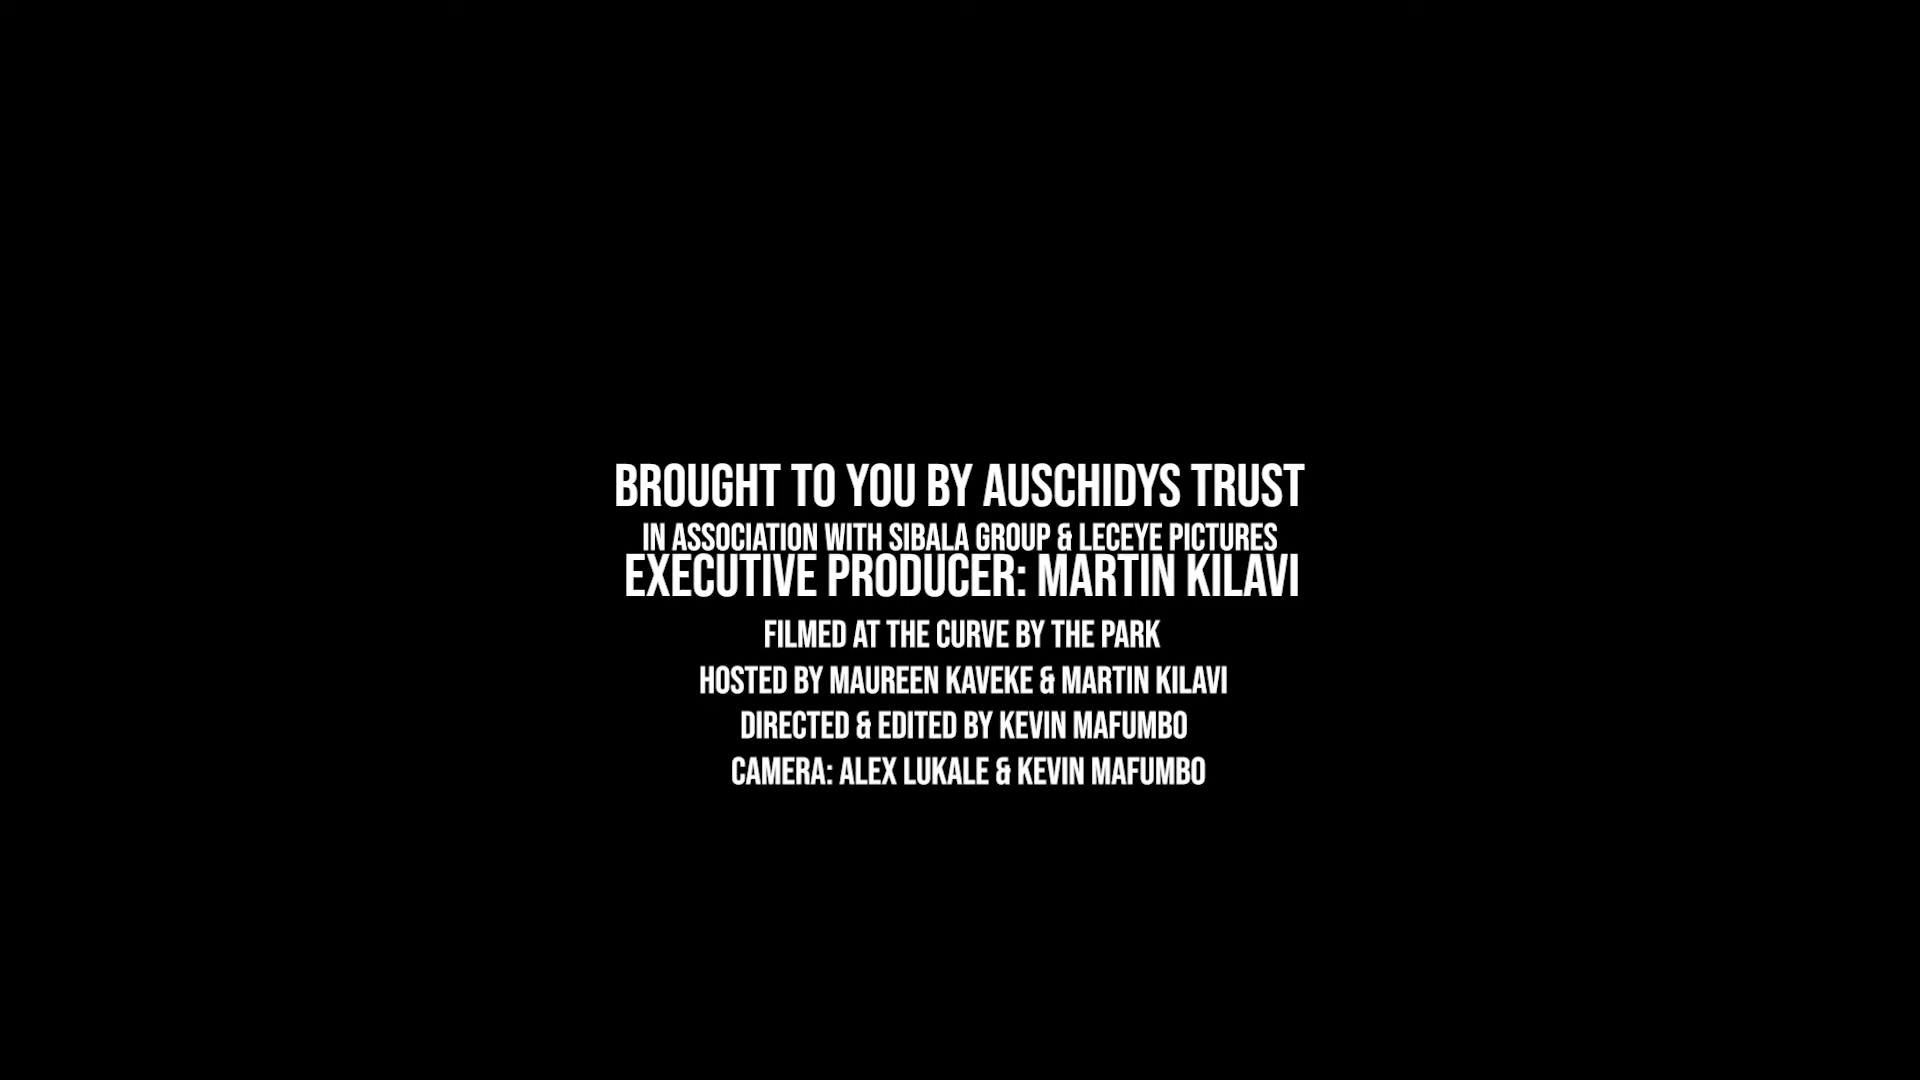 BROUGHT TO YOU BY AUSCHIDYS TRUST
IN ASSOCIATION WITH SIBALA GROUP & LECEYE PICTURES
EXECUTIVE PRODUCER: MARTIN KILAVI
FILMED AT THE CURVE BY THE PARK
HOSTED BY MAUREEN KAVEKE & MARTIN KILAVI
DIRECTED & EDITED BY KEVIN MAFUMBO
CAMERA: ALEX LUKALE & KEVIN MAFUMBO